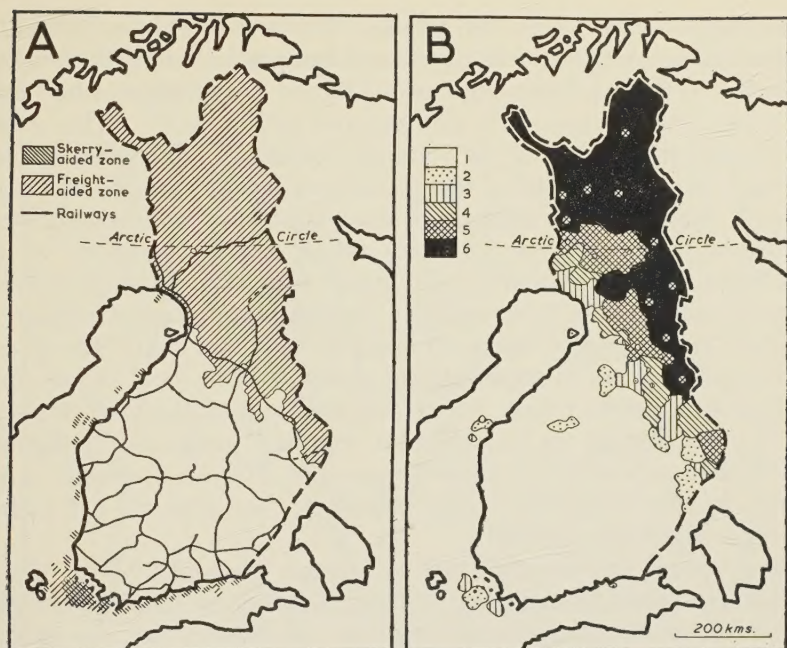 A
Skerry-
aided zone
Freight-
aided zone
Railways
Arctic Circle
B
1
2
3
4
5
6
Arctic Circle
200 kms.